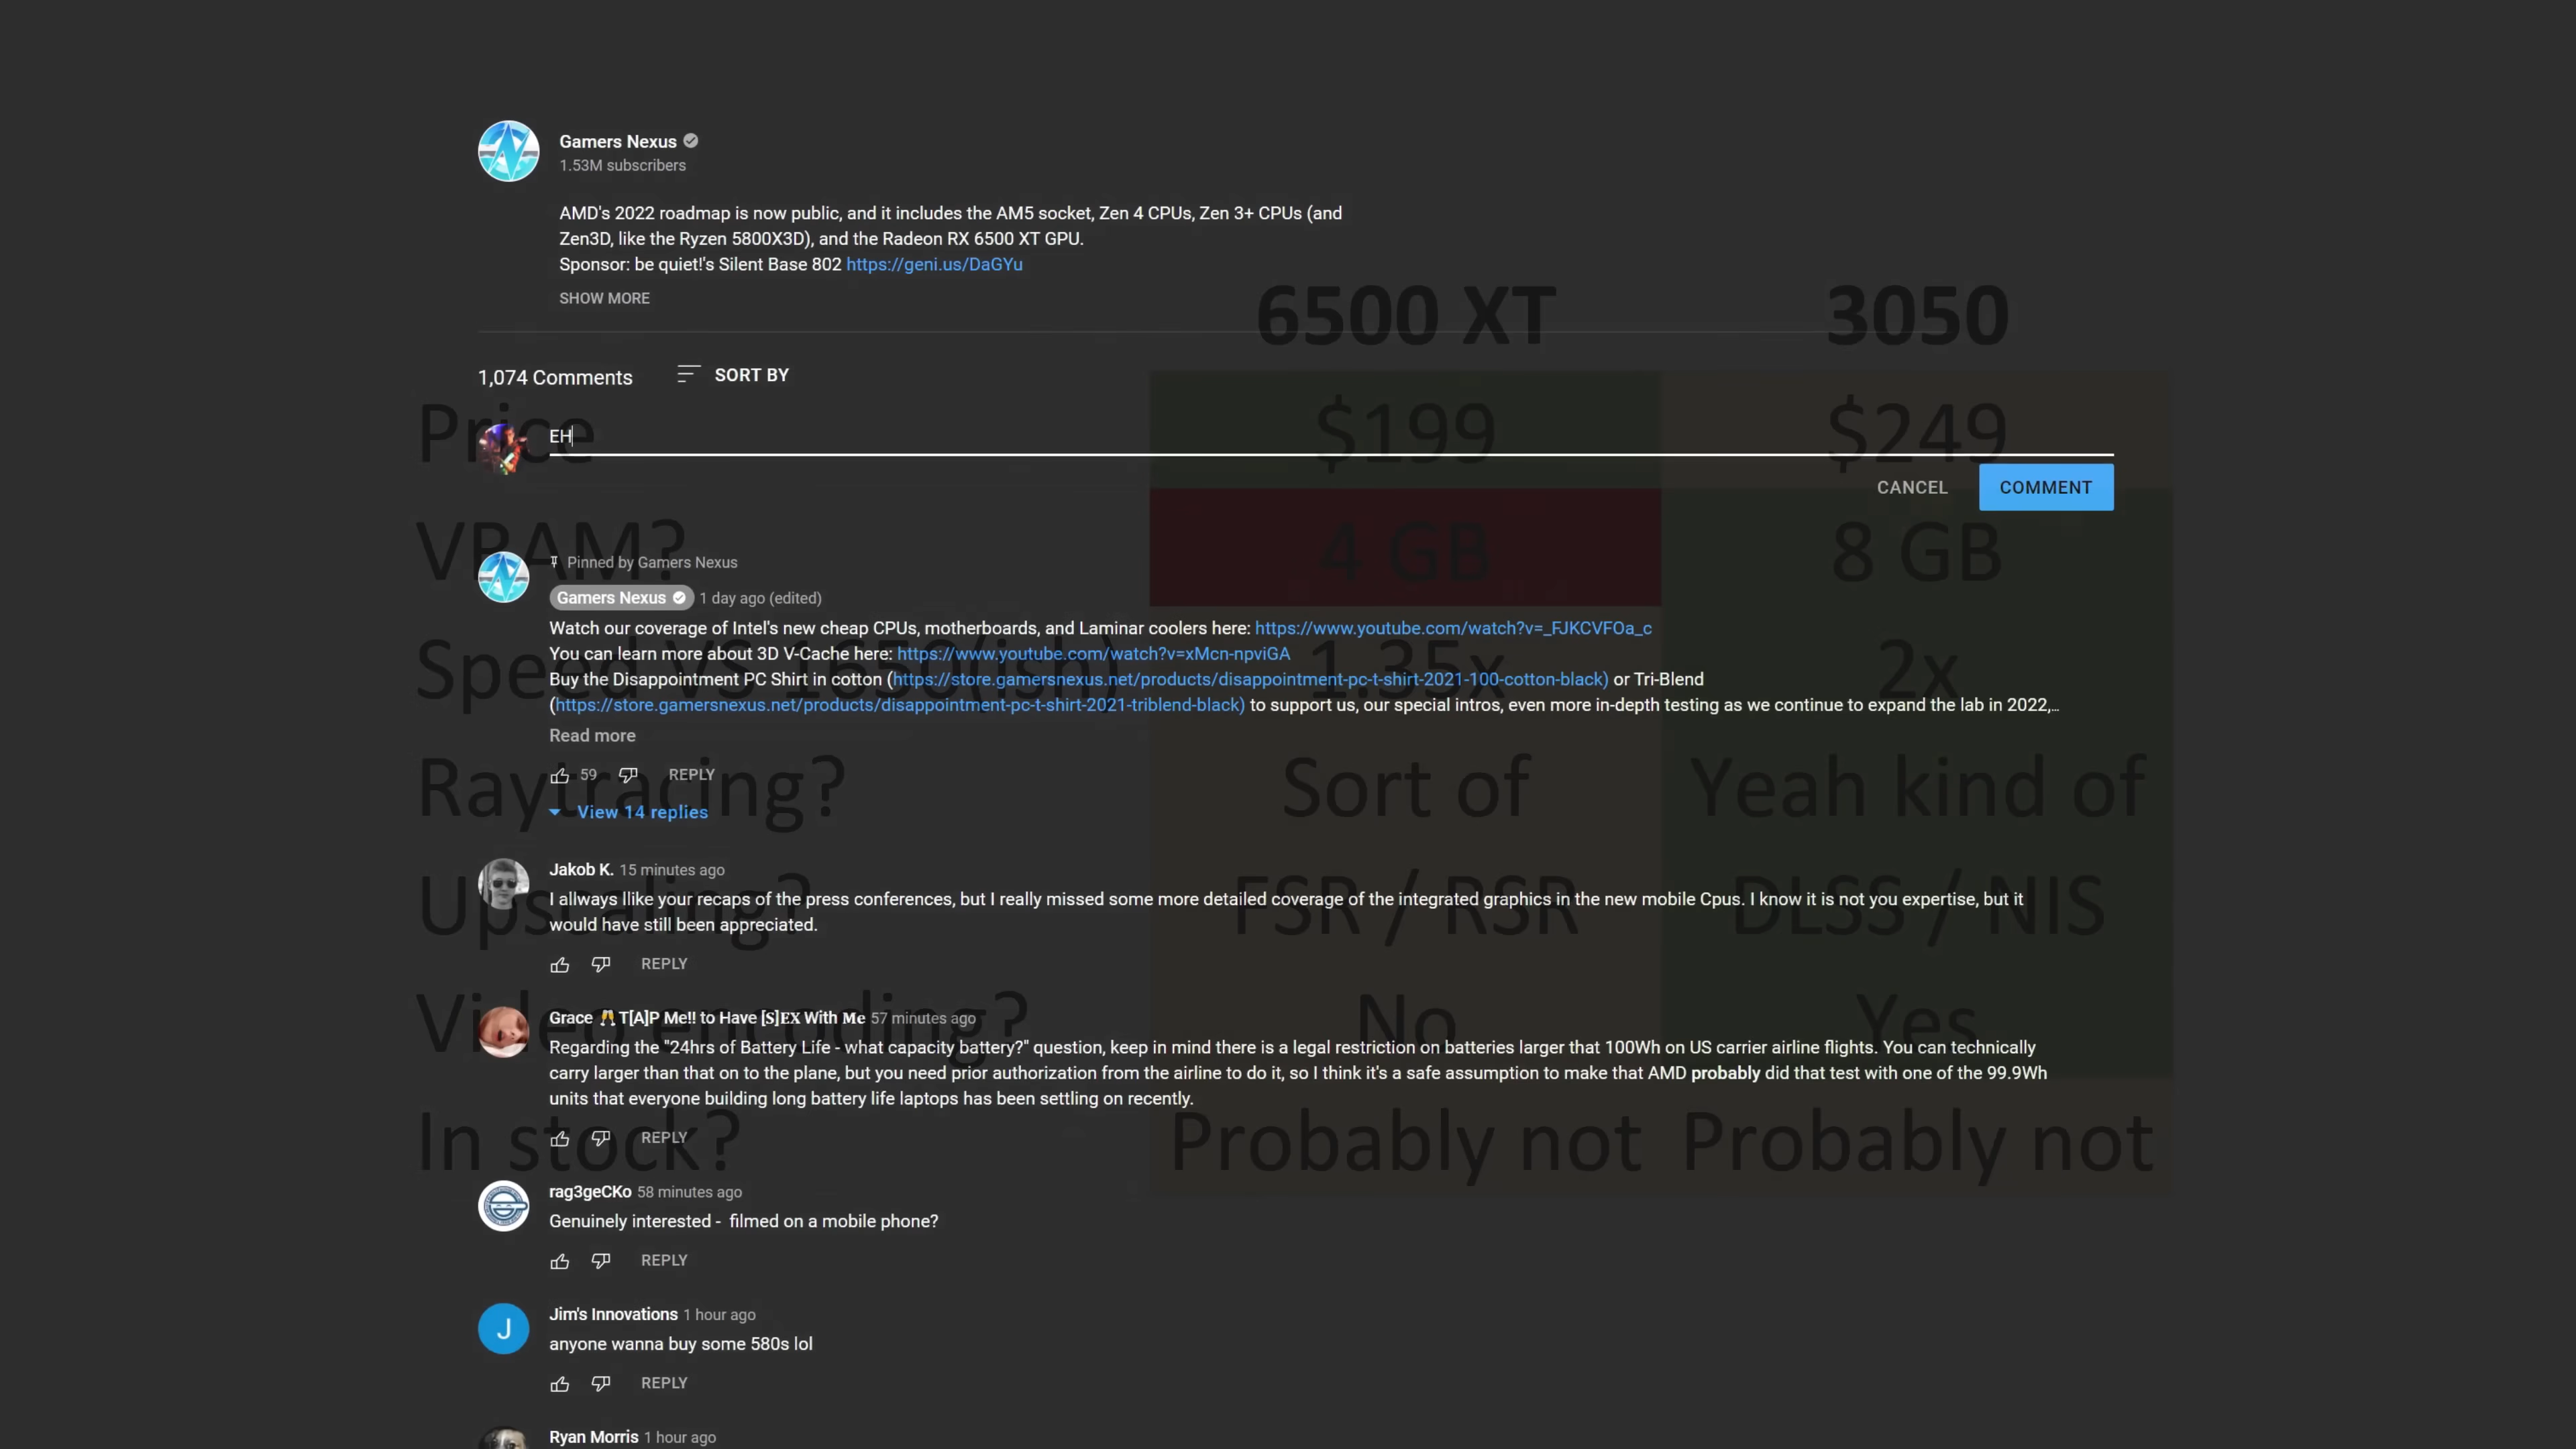 Gamers Nexus
1.53M subscribers
AMD's 2022 roadmap is now public, and it includes the AM5 socket, Zen 4 CPUs, Zen 3+ CPUs (and
Zen3D, like the Ryzen 5800X3D), and the Radeon RX 6500 XT GPU.
Sponsor: be quiet!'s Silent Base 802 https://geni.us/DaGYu
SHOW MORE
6500 XT 3050
1,074 Comments SORT BY
Price $199 $249
EH
CANCEL COMMENT
VRAM? 4 GB 8 GB
Pinned by Gamers Nexus
Gamers Nexus 1 day ago (edited)
Watch our coverage of Intel's new cheap CPUs, motherboards, and Laminar coolers here: https://www.youtube.com/watch?v=_FJKCVFOa_c
You can learn more about 3D V-Cache here: https://www.youtube.com/watch?v=xMcn-npviGA
Speed VS 1650(ish) 1.35x 2x
Buy the Disappointment PC Shirt in cotton (https://store.gamersnexus.net/products/disappointment-pc-t-shirt-2021-100-cotton-black) or Tri-Blend
(https://store.gamersnexus.net/products/disappointment-pc-t-shirt-2021-triblend-black) to support us, our special intros, even more in-depth testing as we continue to expand the lab in 2022,...
Read more
59 REPLY
Raytracing? Sort of Yeah kind of
View 14 replies
Jakob K. 15 minutes ago
I allways llike your recaps of the press conferences, but I really missed some more detailed coverage of the integrated graphics in the new mobile Cpus. I know it is not you expertise, but it
would have still been appreciated.
Upscaling? FSR / RSR DLSS / NIS
REPLY
Grace 🥂T[A]P Me!! to Have [S]EX With Me 57 minutes ago
Video encoding? No Yes
Regarding the "24hrs of Battery Life - what capacity battery?" question, keep in mind there is a legal restriction on batteries larger that 100Wh on US carrier airline flights. You can technically
carry larger than that on to the plane, but you need prior authorization from the airline to do it, so I think it's a safe assumption to make that AMD probably did that test with one of the 99.9Wh
units that everyone building long battery life laptops has been settling on recently.
REPLY
In stock? Probably not Probably not
rag3geCKo 58 minutes ago
Genuinely interested - filmed on a mobile phone?
REPLY
J
Jim's Innovations 1 hour ago
anyone wanna buy some 580s lol
REPLY
Ryan Morris 1 hour ago